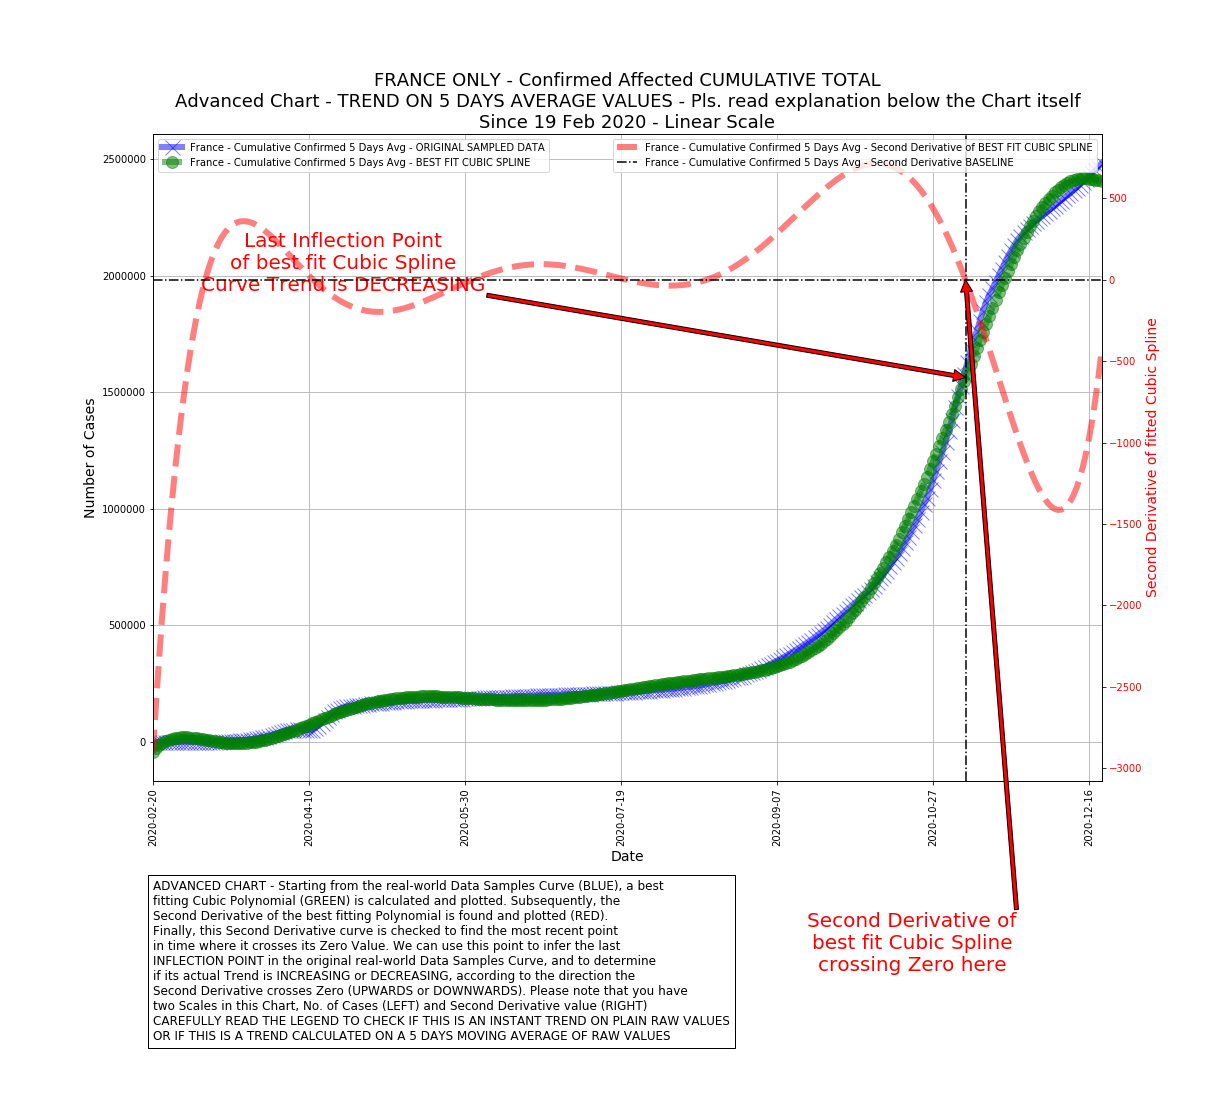 FRANCE ONLY - Confirmed Affected CUMULATIVE TOTAL
Advanced Chart - TREND ON 5 DAYS AVERAGE VALUES - Pls. read explanation below the Chart itself
Since 19 Feb 2020 - Linear Scale
France - Cumulative Confirmed 5 Days Avg - ORIGINAL SAMPLED DATA
France - Cumulative Confirmed 5 Days Avg - BEST FIT CUBIC SPLINE
France - Cumulative Confirmed 5 Days Avg - Second Derivative of BEST FIT CUBIC SPLINE
France - Cumulative Confirmed 5 Days Avg - Second Derivative BASELINE
Last Inflection Point
of best fit Cubic Spline
Curve Trend is DECREASING
Number of Cases
2500000
2000000
1500000
1000000
500000
0
500
0
−500
−1000
−1500
−2000
−2500
−3000
Second Derivative of fitted Cubic Spline
2020-02-20
2020-04-10
2020-05-30
2020-07-19
2020-09-07
2020-10-27
2020-12-16
Date
Second Derivative of
best fit Cubic Spline
crossing Zero here
ADVANCED CHART - Starting from the real-world Data Samples Curve (BLUE), a best
fitting Cubic Polynomial (GREEN) is calculated and plotted. Subsequently, the
Second Derivative of the best fitting Polynomial is found and plotted (RED).
Finally, this Second Derivative curve is checked to find the most recent point
in time where it crosses its Zero Value. We can use this point to infer the last
INFLECTION POINT in the original real-world Data Samples Curve, and to determine
if its actual Trend is INCREASING or DECREASING, according to the direction the
Second Derivative crosses Zero (UPWARDS or DOWNWARDS). Please note that you have
two Scales in this Chart, No. of Cases (LEFT) and Second Derivative value (RIGHT)
CAREFULLY READ THE LEGEND TO CHECK IF THIS IS AN INSTANT TREND ON PLAIN RAW VALUES
OR IF THIS IS A TREND CALCULATED ON A 5 DAYS MOVING AVERAGE OF RAW VALUES